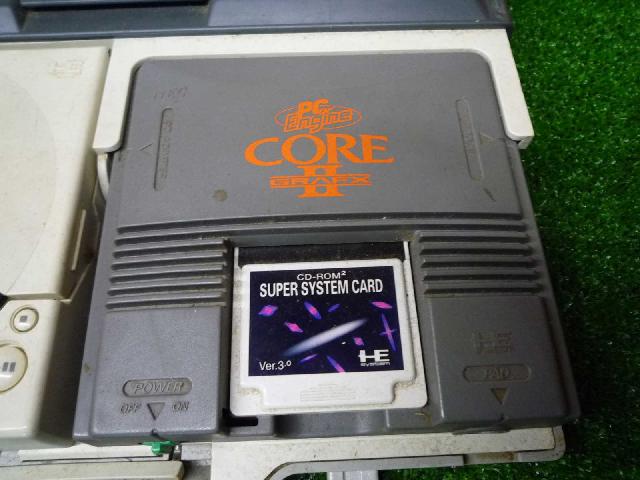 PC
Engine
CORE
II
GRAFX
CD-ROM²
SUPER SYSTEM CARD
Ver.3.0
HE
SYSTEM
POWER
OFF ON
HE
PAD